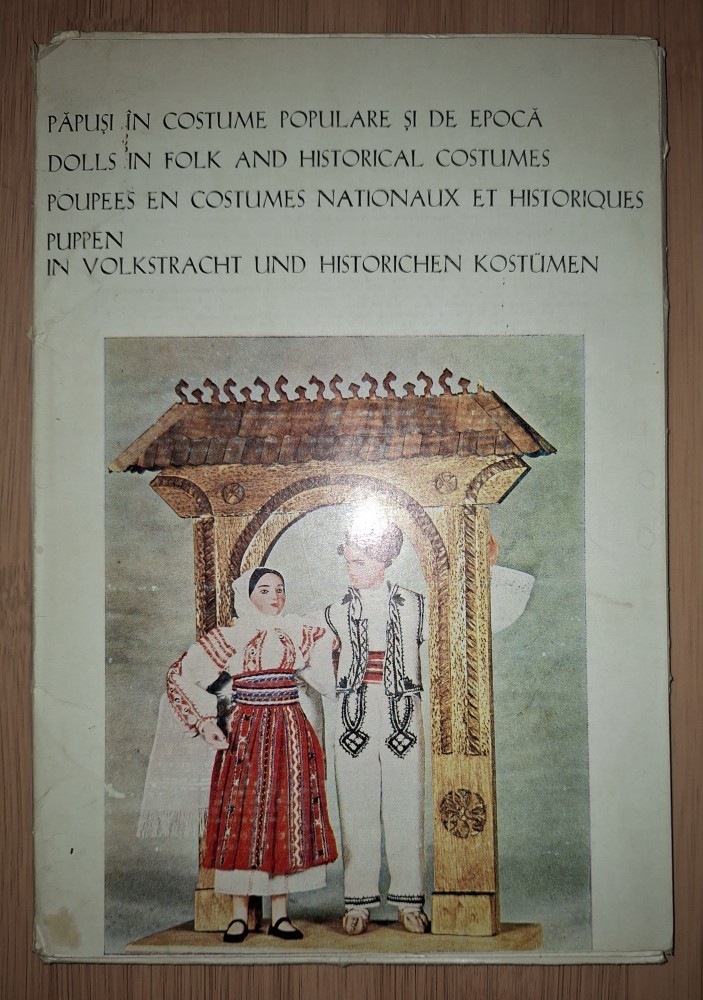 PĂPUȘI ÎN COSTUME POPULARE ȘI DE EPOCĂ
DOLLS IN FOLK AND HISTORICAL COSTUMES
POUPEES EN COSTUMES NATIONAUX ET HISTORIQUES
PUPPEN
IN VOLKSTRACHT UND HISTORICHEN KOSTÜMEN